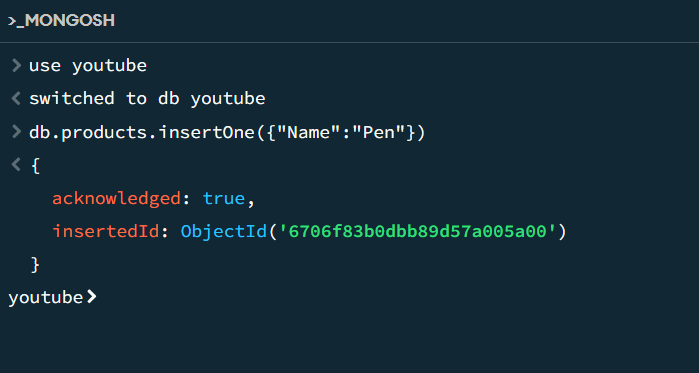 >_MONGOSH
> use youtube
< switched to db youtube
> db.products.insertOne({"Name":"Pen"})
< {
acknowledged: true,
insertedId: ObjectId('6706f83b0dbb89d57a005a00')
}
youtube>